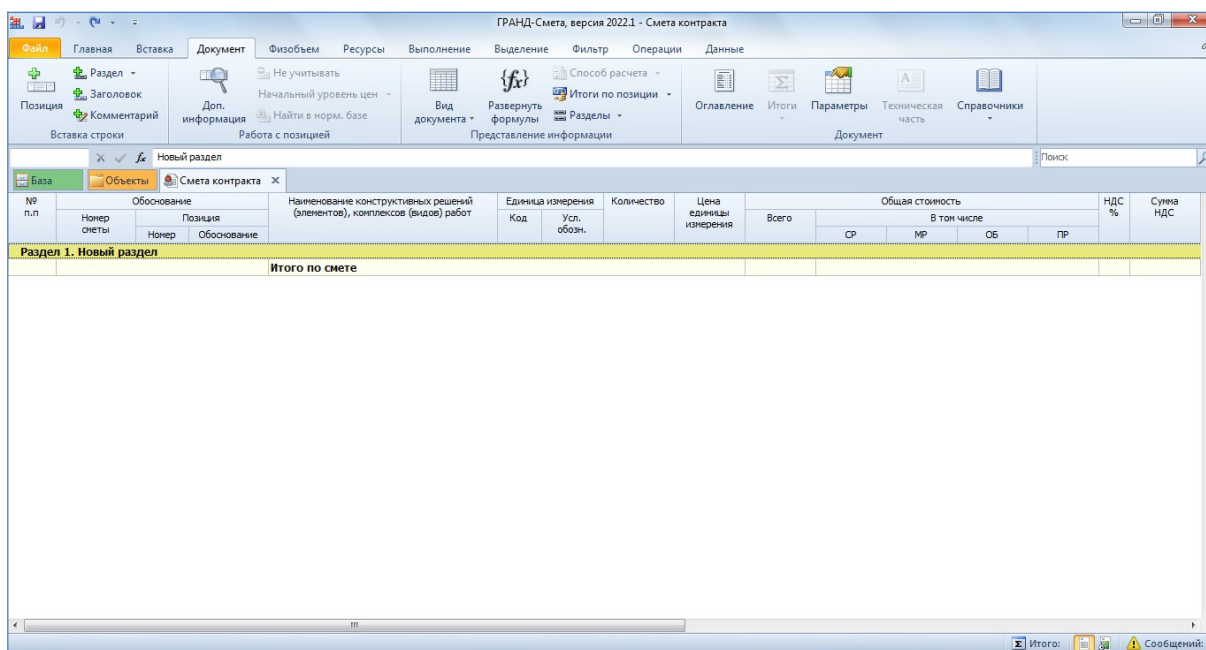 ГРАНД-Смета, версия 2022.1 - Смета контракта
Файл Главная Вставка Документ Физобъем Ресурсы Выполнение Выделение Фильтр Операции Данные
Позиция
Раздел
Заголовок
Комментарий
Вставка строки
Доп. информация
Не учитывать
Начальный уровень цен
Найти в норм. базе
Работа с позицией
Вид документа
Развернуть формулы
Способ расчета
Итоги по позиции
Разделы
Представление информации
Оглавление
Итоги
Параметры
Техническая часть
Справочники
Документ
fx Новый раздел Поиск
База Объекты Смета контракта
№ п.п
Обоснование
Номер сметы
Позиция
Номер Обоснование
Наименование конструктивных решений (элементов), комплексов (видов) работ
Единица измерения
Код
Усл. обозн.
Количество
Цена единицы измерения
Общая стоимость
Всего
В том числе
СР МР ОБ ПР
НДС %
Сумма НДС
Раздел 1. Новый раздел
Итого по смете
Σ Итого: Сообщений: